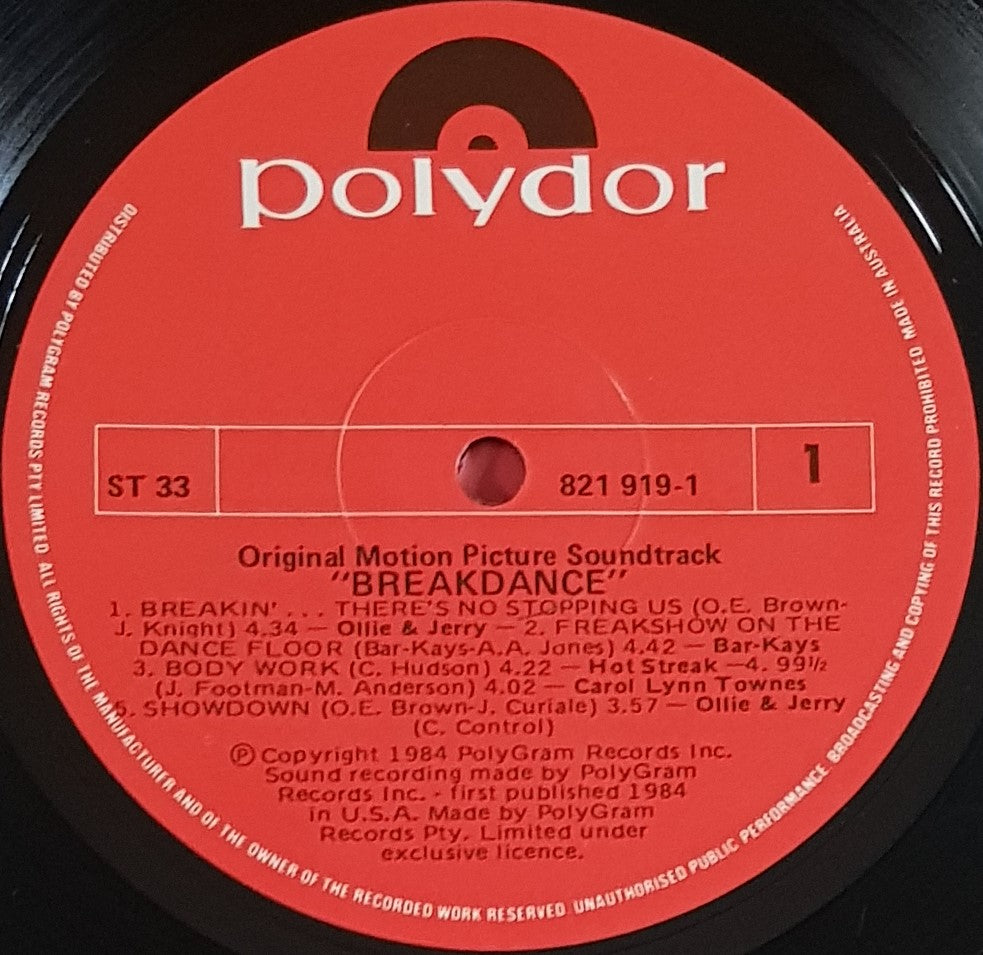 polydor
ST 33
821 919-1
1
Original Motion Picture Soundtrack
"BREAKDANCE"
1. BREAKIN' . . . THERE'S NO STOPPING US (O.E. Brown-
J. Knight) 4.34 — Ollie & Jerry — 2. FREAKSHOW ON THE
DANCE FLOOR (Bar-Kays-A.A. Jones) 4.42 — Bar-Kays
3. BODY WORK (C. Hudson) 4.22 — Hot Streak —4. 99½
(J. Footman-M. Anderson) 4.02 — Carol Lynn Townes
5. SHOWDOWN (O.E. Brown-J. Curiale) 3.57 — Ollie & Jerry
(C. Control)
Ⓟ Copyright 1984 PolyGram Records Inc.
Sound recording made by PolyGram
Records Inc. - first published 1984
in U.S.A. Made by PolyGram
Records Pty. Limited under
exclusive licence.
DISTRIBUTED BY POLYGRAM RECORDS PTY. LIMITED ALL RIGHTS OF THE MANUFACTURER AND OF THE OWNER OF THE RECORDED WORK RESERVED UNAUTHORISED PUBLIC PERFORMANCE BROADCASTING AND COPYING OF THIS RECORD PROHIBITED MADE IN AUSTRALIA